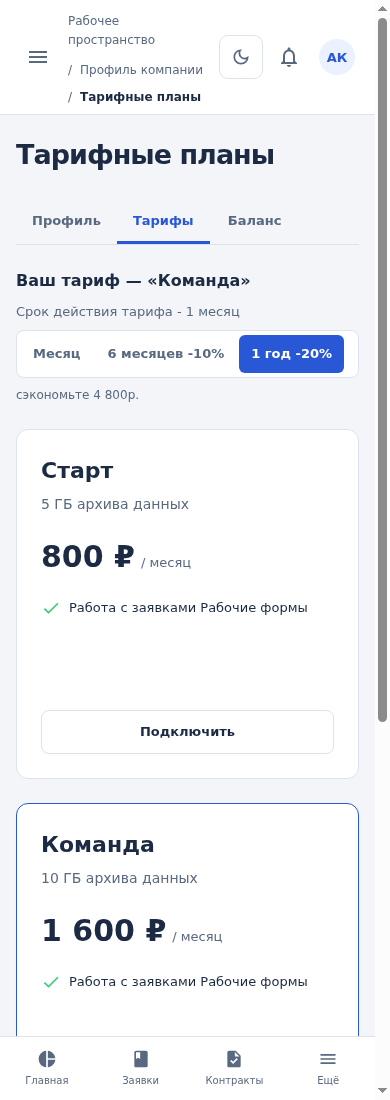 Рабочее
пространство
/ Профиль компании
/ Тарифные планы
АК
Тарифные планы
Профиль Тарифы Баланс
Ваш тариф — «Команда»
Срок действия тарифа - 1 месяц
Месяц 6 месяцев -10% 1 год -20%
сэкономьте 4 800р.
Старт
5 ГБ архива данных
800 ₽ / месяц
Работа с заявками Рабочие формы
Подключить
Команда
10 ГБ архива данных
1 600 ₽ / месяц
Работа с заявками Рабочие формы
Главная Заявки Контракты Ещё